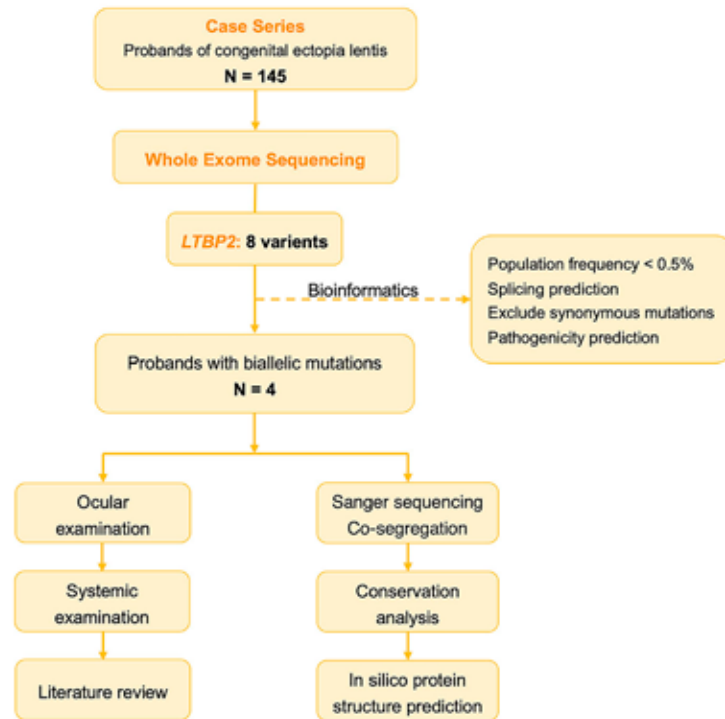 Case Series
Probands of congenital ectopia lentis
N = 145
Whole Exome Sequencing
LTBP2: 8 varients
Bioinformatics
Population frequency < 0.5%
Splicing prediction
Exclude synonymous mutations
Pathogenicity prediction
Probands with biallelic mutations
N = 4
Ocular
examination
Systemic
examination
Literature review
Sanger sequencing
Co-segregation
Conservation
analysis
In silico protein
structure prediction